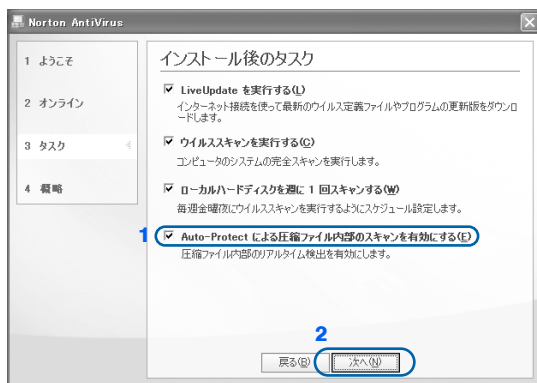 Norton AntiVirus
1 ようこそ
2 オンライン
3 タスク
4 概略
インストール後のタスク
LiveUpdate を実行する(L)
インターネット接続を使って最新のウイルス定義ファイルやプログラムの更新版をダウンロ
ードします。
ウイルススキャンを実行する(C)
コンピュータのシステムの完全スキャンを実行します。
ローカルハードディスクを週に 1 回スキャンする(W)
毎週金曜夜にウイルススキャンを実行するようにスケジュール設定します。
1
Auto-Protect による圧縮ファイル内部のスキャンを有効にする(E)
圧縮ファイル内部のリアルタイム検出を有効にします。
2
戻る(B)
次へ(N)